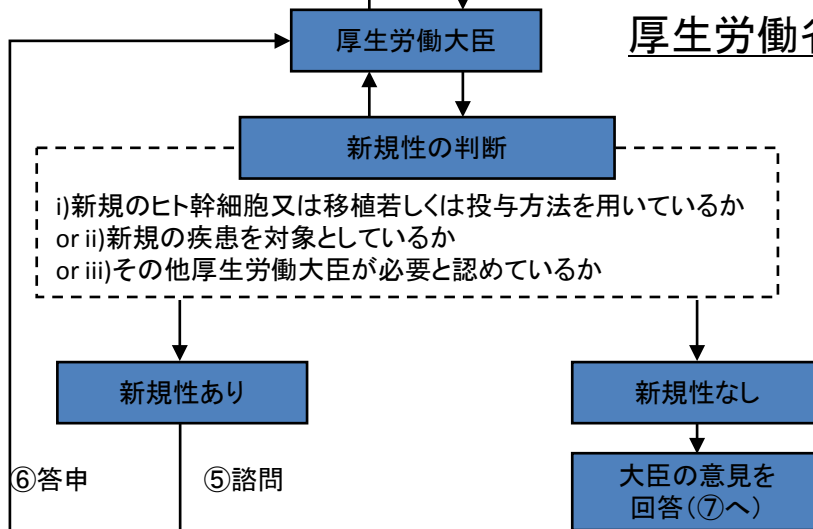 厚生労働大臣
厚生労働
新規性の判断
i)新規のヒト幹細胞又は移植若しくは投与方法を用いているか
or ii)新規の疾患を対象としているか
or iii)その他厚生労働大臣が必要と認めているか
新規性あり
新規性なし
⑥答申
⑤諮問
大臣の意見を
回答(⑦へ)